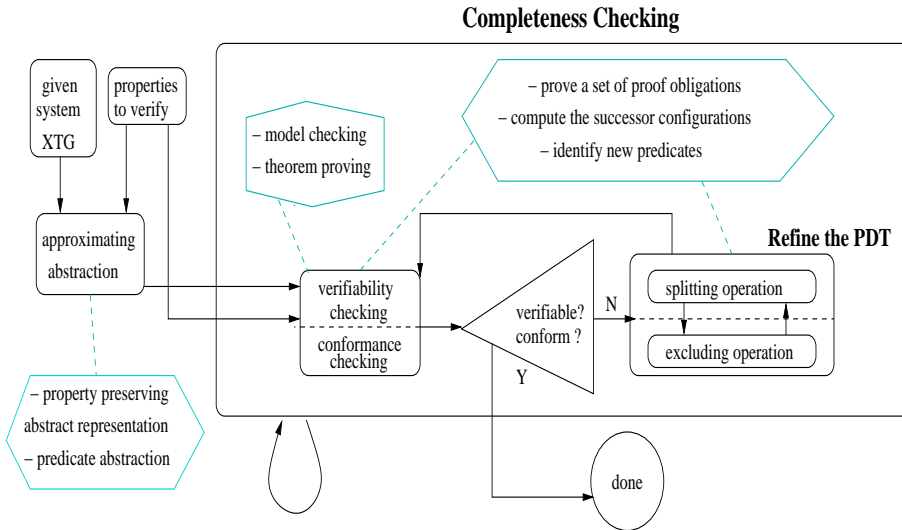 Completeness Checking
given
system
XTG
properties
to verify
– prove a set of proof obligations
– compute the successor configurations
– identify new predicates
– model checking
– theorem proving
approximating
abstraction
Refine the PDT
verifiability
checking
conformance
checking
verifiable?
conform ?
N
Y
splitting operation
excluding operation
– property preserving
abstract representation
– predicate abstraction
done